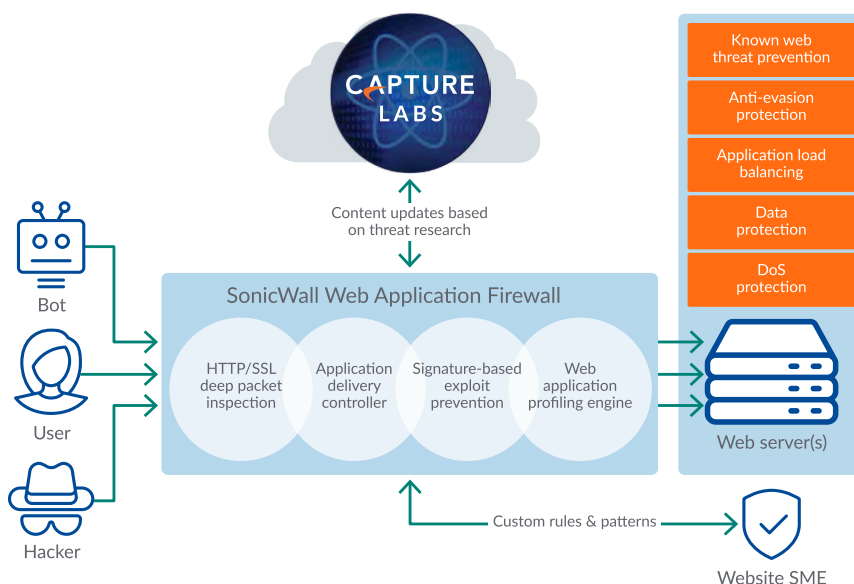 CAPTURE
LABS
Known web
threat prevention
Anti-evasion
protection
Application load
balancing
Data
protection
DoS
protection
Content updates based
on threat research
Bot
User
Hacker
SonicWall Web Application Firewall
HTTP/SSL
deep packet
inspection
Application
delivery
controller
Signature-based
exploit
prevention
Web
application
profiling engine
Web server(s)
Custom rules & patterns
Website SME